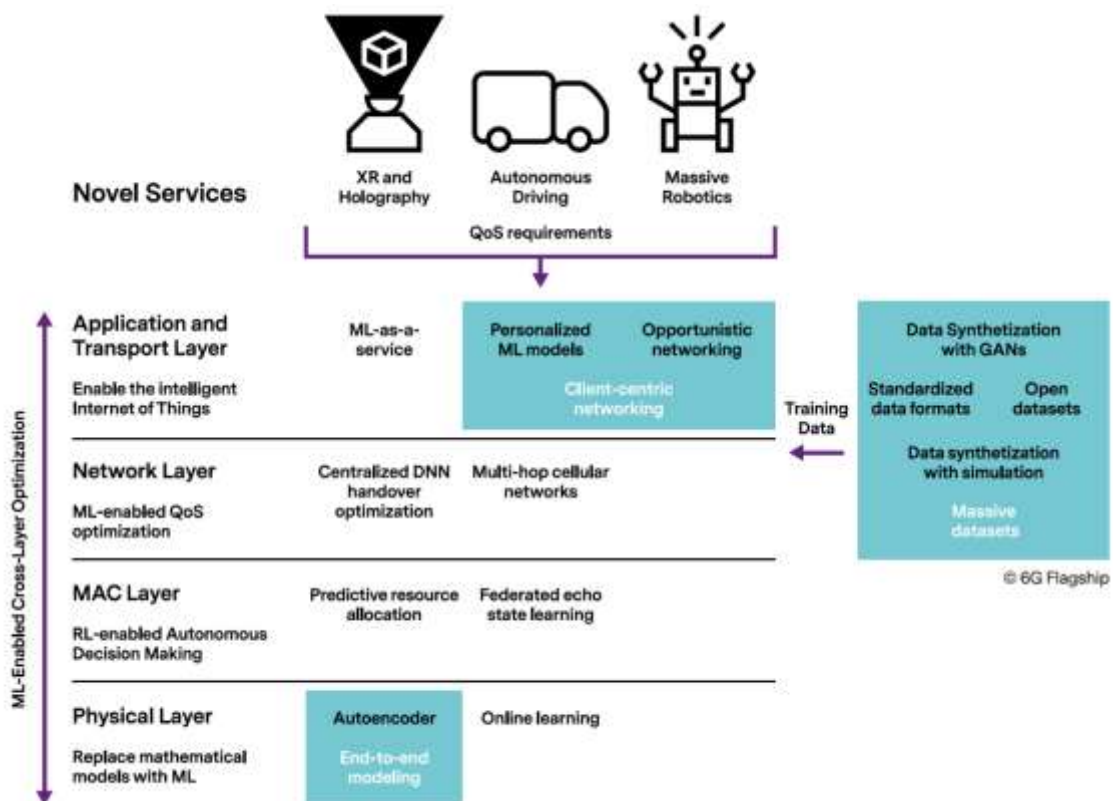 XR and
Holography
Autonomous
Driving
Massive
Robotics
Novel Services
QoS requirements
ML-Enabled Cross-Layer Optimization
Application and
Transport Layer
Enable the intelligent
Internet of Things
ML-as-a-
service
Personalized
ML models
Opportunistic
networking
Client-centric
networking
Training
Data
Data Synthetization
with GANs
Standardized
data formats
Open
datasets
Data synthetization
with simulation
Massive
datasets
© 6G Flagship
Network Layer
ML-enabled QoS
optimization
Centralized DNN
handover
optimization
Multi-hop cellular
networks
MAC Layer
RL-enabled Autonomous
Decision Making
Predictive resource
allocation
Federated echo
state learning
Physical Layer
Replace mathematical
models with ML
Autoencoder
End-to-end
modeling
Online learning